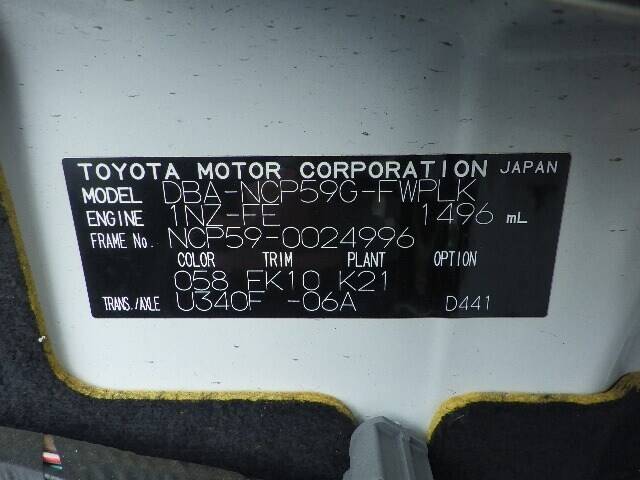 TOYOTA MOTOR CORPORATION JAPAN
MODEL DBA-NCP59G-FWPLK
ENGINE 1NZ-FE 1496 mL
FRAME No. NCP59-0024996
COLOR TRIM PLANT OPTION
058 FK10 K21
TRANS./AXLE U340F -06A D441